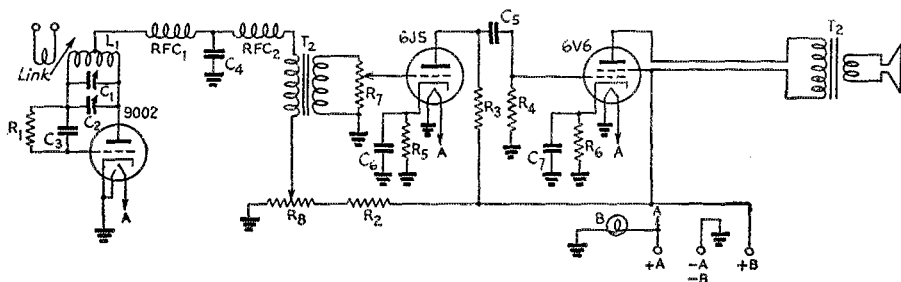 Link
L1
RFC1
RFC2
C4
T2
C1
C2
9002
R1
C3
A
R7
6J5
C5
R3
R4
C6
R5
A
6V6
C7
R6
A
T2
R8
R2
B
A
+A
-A
-B
+B